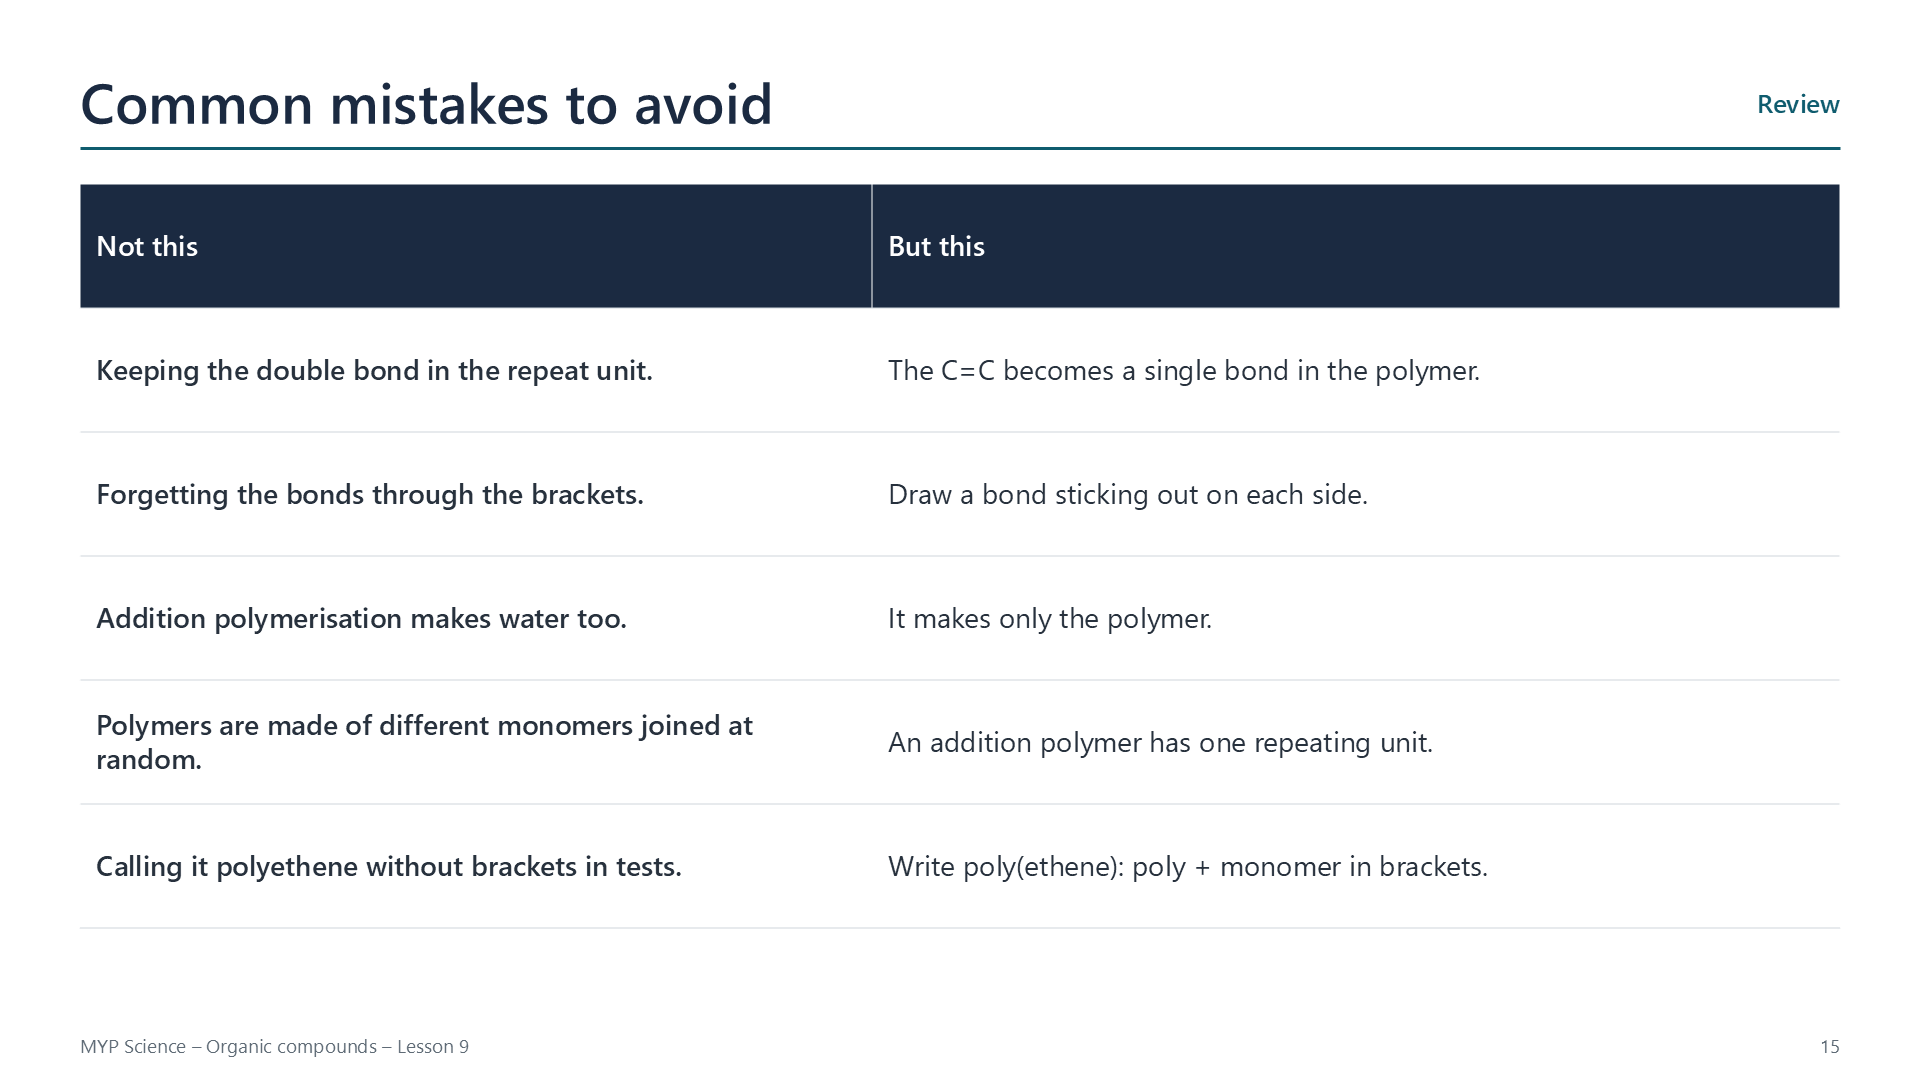 Common mistakes to avoid
Review
Not this
But this
Keeping the double bond in the repeat unit.
The C=C becomes a single bond in the polymer.
Forgetting the bonds through the brackets.
Draw a bond sticking out on each side.
Addition polymerisation makes water too.
It makes only the polymer.
Polymers are made of different monomers joined at
random.
An addition polymer has one repeating unit.
Calling it polyethene without brackets in tests.
Write poly(ethene): poly + monomer in brackets.
MYP Science – Organic compounds – Lesson 9
15